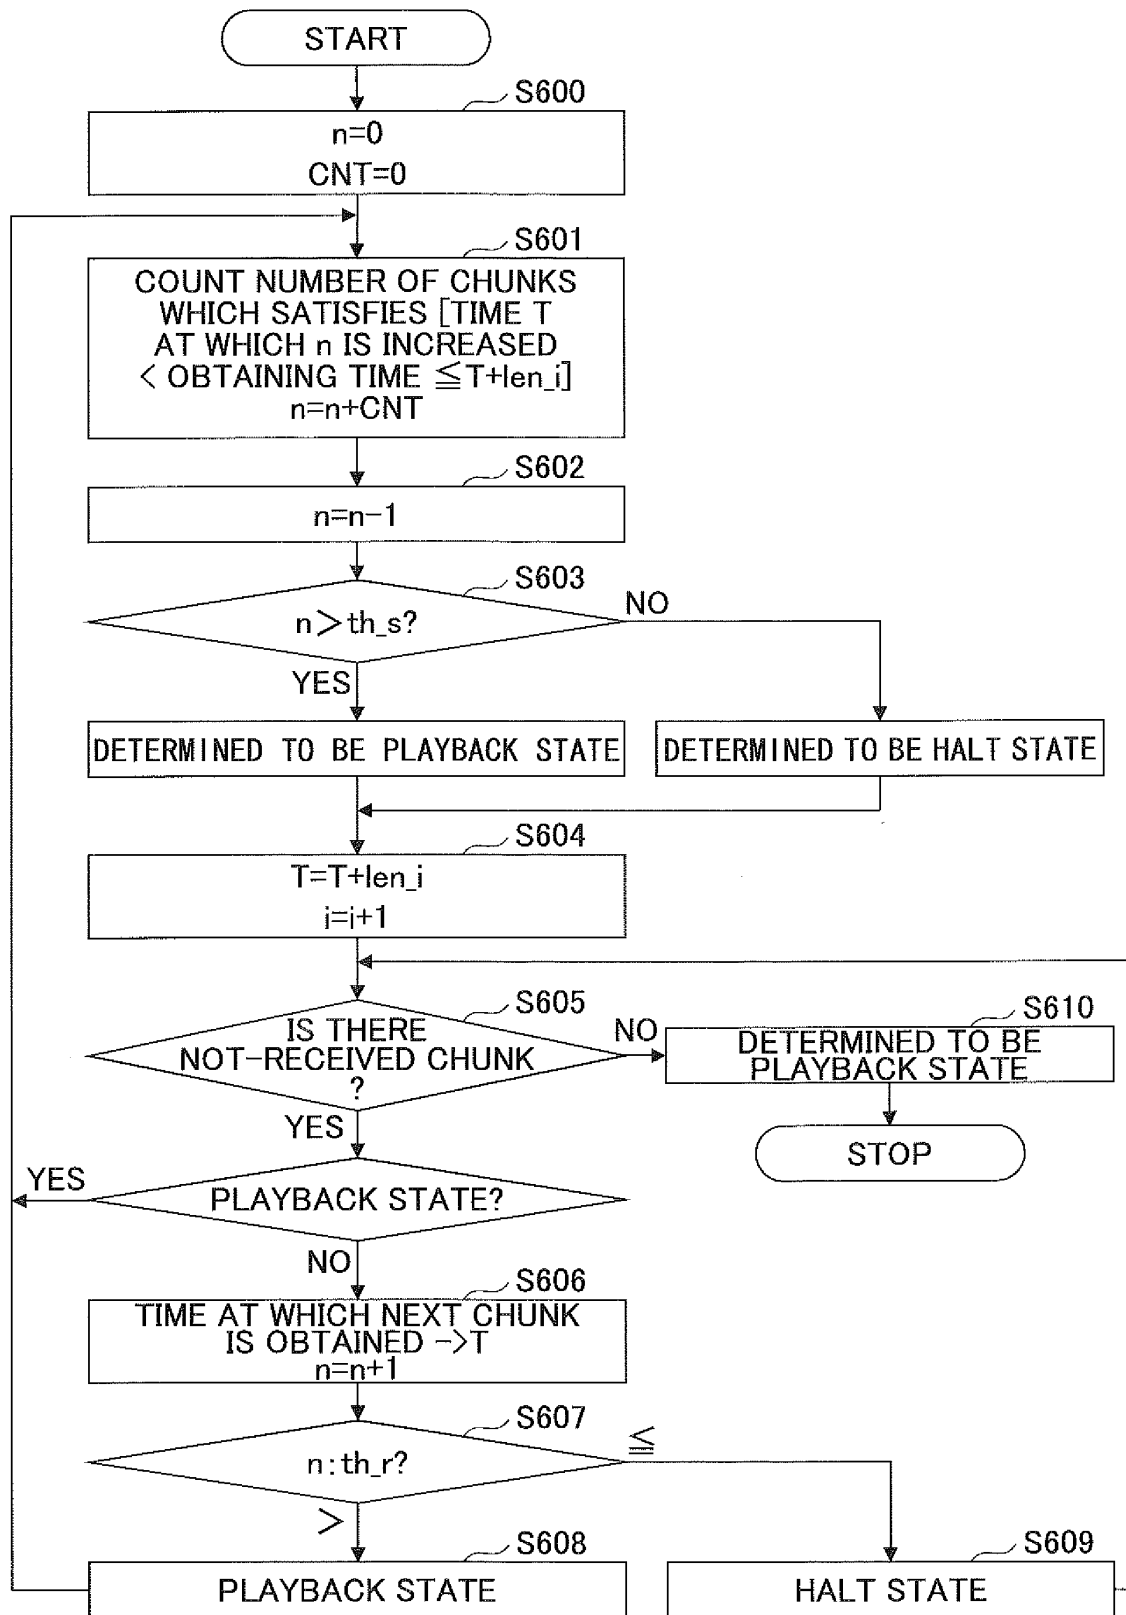 START
S600
n=0
CNT=0
S601
COUNT NUMBER OF CHUNKS
WHICH SATISFIES [TIME T
AT WHICH n IS INCREASED
< OBTAINING TIME ≦T+len_i]
n=n+CNT
S602
n=n-1
S603
n>th_s?
NO
YES
DETERMINED TO BE PLAYBACK STATE
DETERMINED TO BE HALT STATE
S604
T=T+len_i
i=i+1
S605
IS THERE
NOT-RECEIVED CHUNK
?
NO
S610
DETERMINED TO BE
PLAYBACK STATE
YES
STOP
YES
PLAYBACK STATE?
NO
S606
TIME AT WHICH NEXT CHUNK
IS OBTAINED ->T
n=n+1
S607
n:th_r?
≦
>
S608
PLAYBACK STATE
S609
HALT STATE